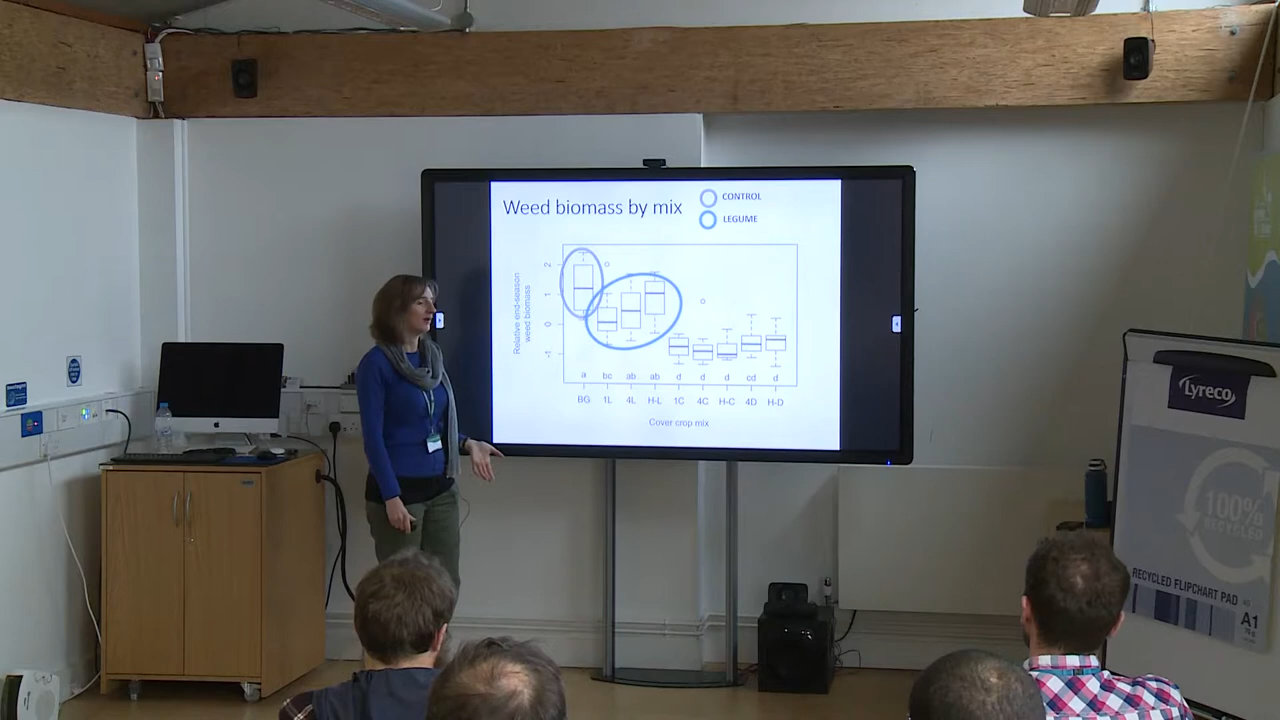 Weed biomass by mix
CONTROL
LEGUME
Relative end-season
weed biomass
2
1
0
-1
a bc ab ab d d d cd d
BG 1L 4L H-L 1C 4C H-C 4D H-D
Cover crop mix
Lyreco
100%
RECYCLED
RECYCLED FLIPCHART PAD
A1